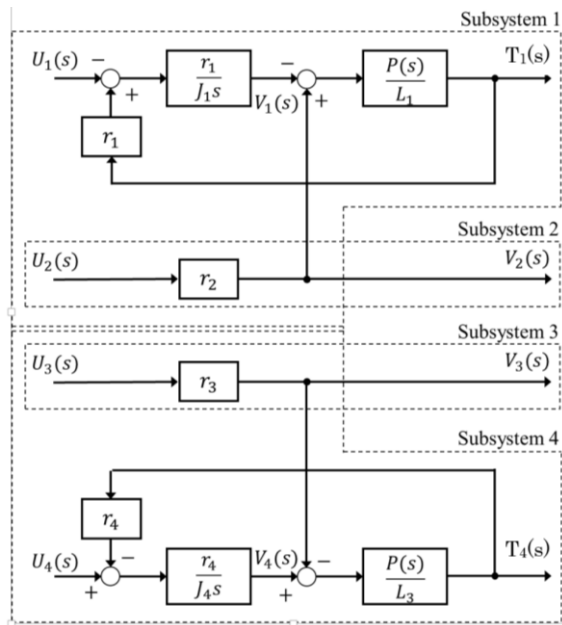 Subsystem 1
U₁(s) − r₁ − P(s) T₁(s)
+ J₁s V₁(s) + L₁
r₁
Subsystem 2
U₂(s) V₂(s)
r₂
Subsystem 3
U₃(s) V₃(s)
r₃
Subsystem 4
r₄
U₄(s) − r₄ V₄(s) − P(s) T₄(s)
+ J₄s + L₃